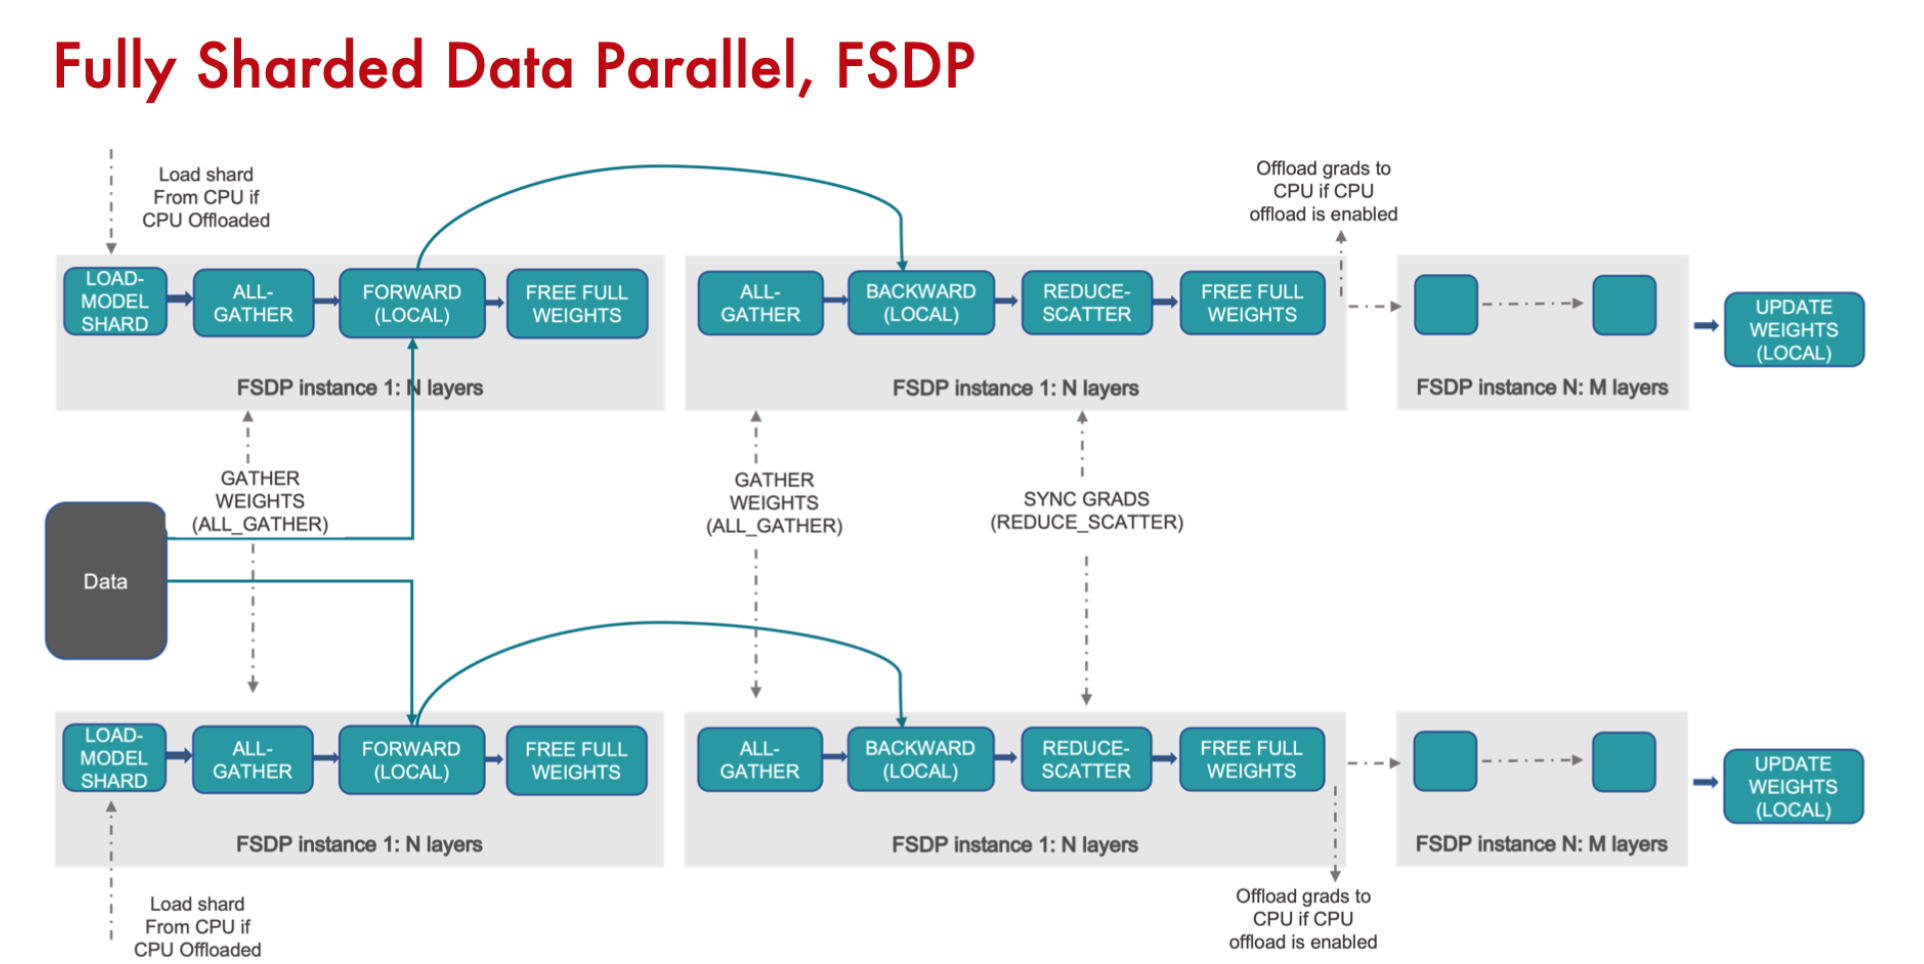 Fully Sharded Data Parallel, FSDP
Load shard
From CPU if
CPU Offloaded
Offload grads to
CPU if CPU
offload is enabled
LOAD-
MODEL
SHARD
ALL-
GATHER
FORWARD
(LOCAL)
FREE FULL
WEIGHTS
FSDP instance 1: N layers
ALL-
GATHER
BACKWARD
(LOCAL)
REDUCE-
SCATTER
FREE FULL
WEIGHTS
FSDP instance 1: N layers
FSDP instance N: M layers
UPDATE
WEIGHTS
(LOCAL)
GATHER
WEIGHTS
(ALL_GATHER)
GATHER
WEIGHTS
(ALL_GATHER)
SYNC GRADS
(REDUCE_SCATTER)
Data
LOAD-
MODEL
SHARD
ALL-
GATHER
FORWARD
(LOCAL)
FREE FULL
WEIGHTS
FSDP instance 1: N layers
ALL-
GATHER
BACKWARD
(LOCAL)
REDUCE-
SCATTER
FREE FULL
WEIGHTS
FSDP instance 1: N layers
FSDP instance N: M layers
UPDATE
WEIGHTS
(LOCAL)
Load shard
From CPU if
CPU Offloaded
Offload grads to
CPU if CPU
offload is enabled